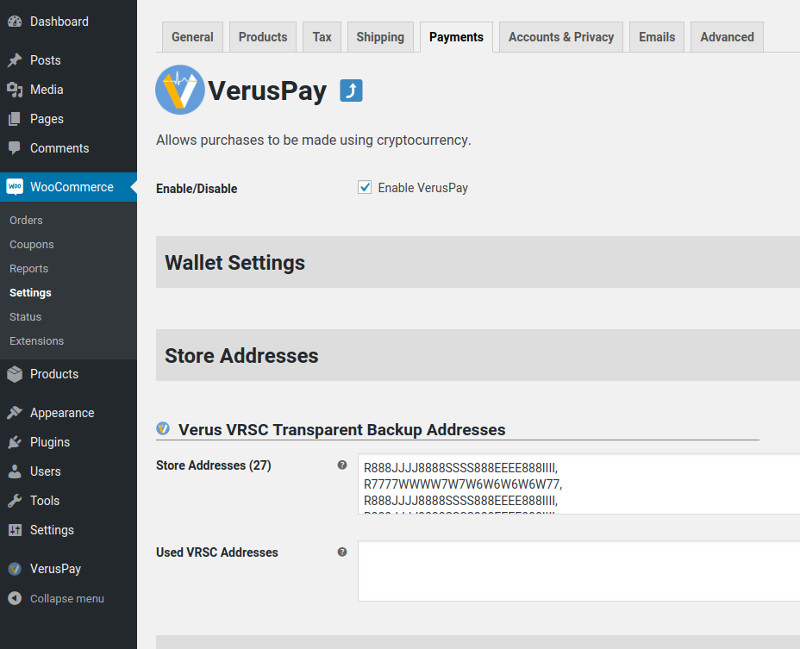 Dashboard
Posts
Media
Pages
Comments
WooCommerce
Orders
Coupons
Reports
Settings
Status
Extensions
Products
Appearance
Plugins
Users
Tools
Settings
VerusPay
Collapse menu
General Products Tax Shipping Payments Accounts & Privacy Emails Advanced
VerusPay
Allows purchases to be made using cryptocurrency.
Enable/Disable Enable VerusPay
Wallet Settings
Store Addresses
Verus VRSC Transparent Backup Addresses
Store Addresses (27)
R888JJJJ8888SSSS888EEEE888IIII,
R7777WWWW7W7W6W6W6W6W77,
R888JJJJ8888SSSS888EEEE888IIII,
Used VRSC Addresses